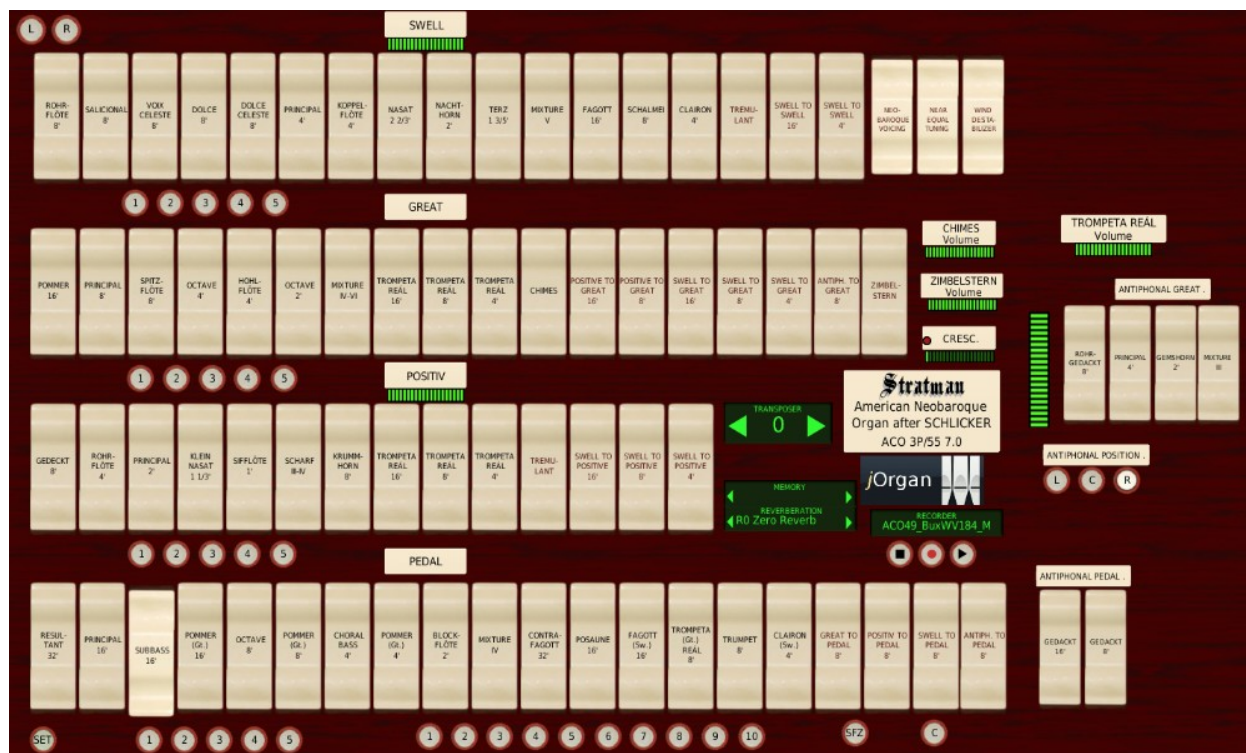 L R
SWELL
ROHR-
FLÖTE
8'
SALICIONAL
8'
VOIX
CELESTE
8'
DOLCE
8'
DOLCE
CELESTE
8'
PRINCIPAL
4'
KOPPEL-
FLÖTE
4'
NASAT
2 2/3'
NACHT-
HORN
2'
TERZ
1 3/5'
MIXTURE
V
FAGOTT
16'
SCHALMEI
8'
CLAIRON
4'
TREMU-
LANT
SWELL TO
SWELL
16'
SWELL TO
SWELL
4'
NEO-
BAROQUE
VOICING
NEAR
EQUAL
TUNING
WIND
DESTA-
BILIZER
1 2 3 4 5
GREAT
POMMER
16'
PRINCIPAL
8'
SPITZ-
FLÖTE
8'
OCTAVE
4'
HOHL-
FLÖTE
4'
OCTAVE
2'
MIXTURE
IV-VI
TROMPETA
REÁL
16'
TROMPETA
REÁL
8'
TROMPETA
REÁL
4'
CHIMES
POSITIVE TO
GREAT
16'
POSITIVE TO
GREAT
8'
SWELL TO
GREAT
16'
SWELL TO
GREAT
8'
SWELL TO
GREAT
4'
ANTIPH. TO
GREAT
8'
ZIMBEL-
STERN
CHIMES
Volume
ZIMBELSTERN
Volume
CRESC.
TROMPETA REÁL
Volume
ANTIPHONAL GREAT .
ROHR-
GEDACKT
8'
PRINCIPAL
4'
GEMSHORN
2'
MIXTURE
III
1 2 3 4 5
POSITIV
GEDECKT
8'
ROHR-
FLÖTE
4'
PRINCIPAL
2'
KLEIN
NASAT
1 1/3'
SIFFLÖTE
1'
SCHARF
III-IV
KRUMM-
HORN
8'
TROMPETA
REÁL
16'
TROMPETA
REÁL
8'
TROMPETA
REÁL
4'
TREMU-
LANT
SWELL TO
POSITIVE
16'
SWELL TO
POSITIVE
8'
SWELL TO
POSITIVE
4'
TRANSPOSER
0
MEMORY
REVERBERATION
R0 Zero Reverb
Stratman
American Neobaroque
Organ after SCHLICKER
ACO 3P/55 7.0
jOrgan
RECORDER
ACO49_BuxWV184_M
ANTIPHONAL POSITION .
L C R
1 2 3 4 5
PEDAL
RESUL-
TANT
32'
PRINCIPAL
16'
SUBBASS
16'
POMMER
(Gt.)
16'
OCTAVE
8'
POMMER
(Gt.)
8'
CHORAL
BASS
4'
POMMER
(Gt.)
4'
BLOCK-
FLÖTE
2'
MIXTURE
IV
CONTRA-
FAGOTT
32'
POSAUNE
16'
FAGOTT
(Sw.)
16'
TROMPETA
(Gt.)
REÁL
8'
TRUMPET
8'
CLAIRON
(Sw.)
4'
GREAT TO
PEDAL
8'
POSITIV TO
PEDAL
8'
SWELL TO
PEDAL
8'
ANTIPH. TO
PEDAL
8'
ANTIPHONAL PEDAL .
GEDACKT
16'
GEDACKT
8'
SET 1 2 3 4 5 1 2 3 4 5 6 7 8 9 10 SFZ C